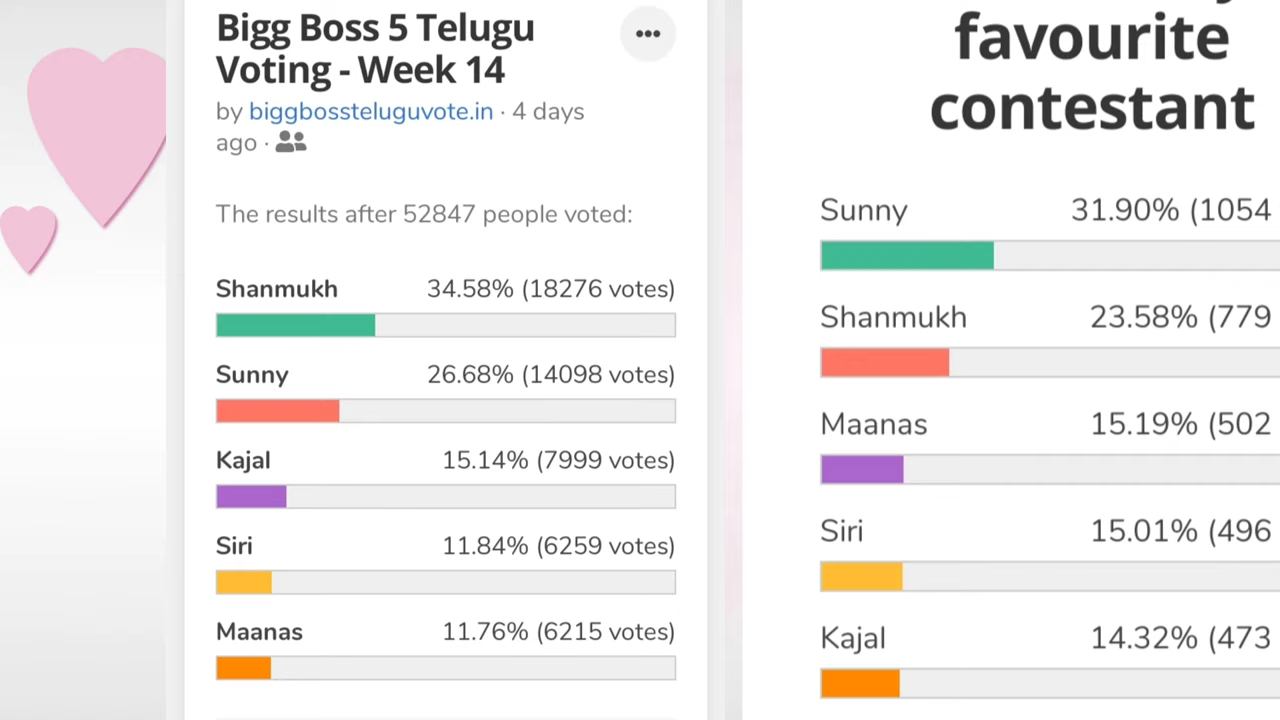 Bigg Boss 5 Telugu
Voting - Week 14
by biggbossteluguvote.in · 4 days
ago ·
The results after 52847 people voted:
Shanmukh 34.58% (18276 votes)
Sunny 26.68% (14098 votes)
Kajal 15.14% (7999 votes)
Siri 11.84% (6259 votes)
Maanas 11.76% (6215 votes)
favourite
contestant
Sunny 31.90% (1054
Shanmukh 23.58% (779
Maanas 15.19% (502
Siri 15.01% (496
Kajal 14.32% (473